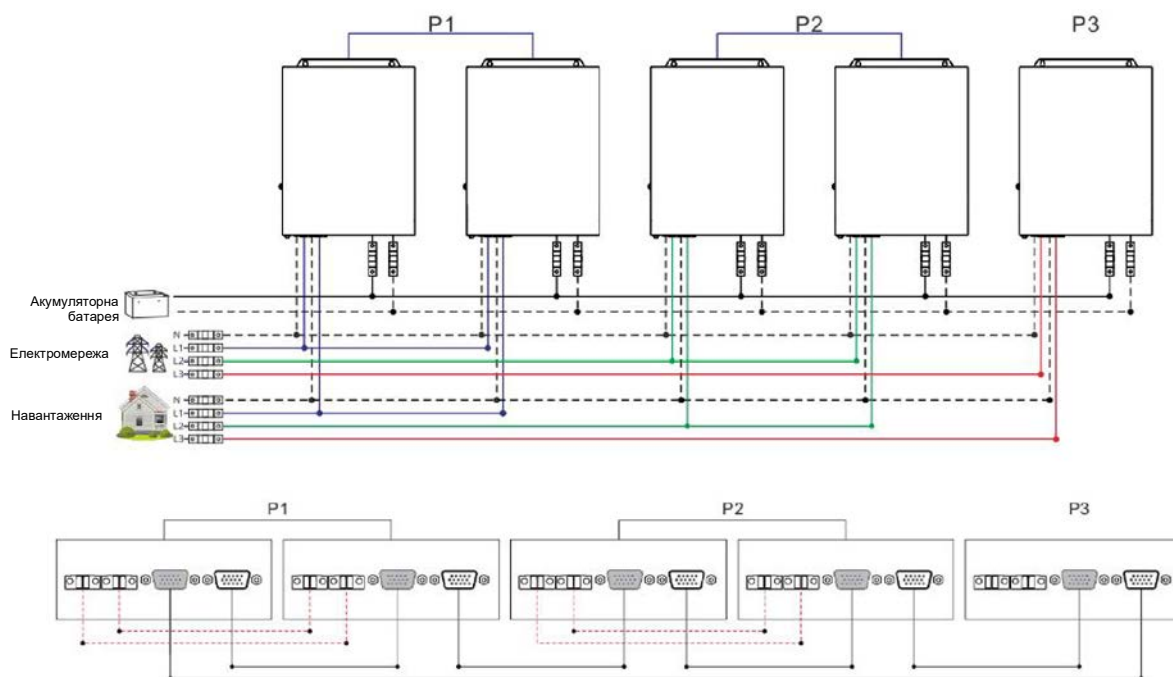 P1 P2 P3
Акумуляторна
батарея
N
L1
Електромережа
L2
L3
N
Навантаження
L1
L2
L3
P1 P2 P3